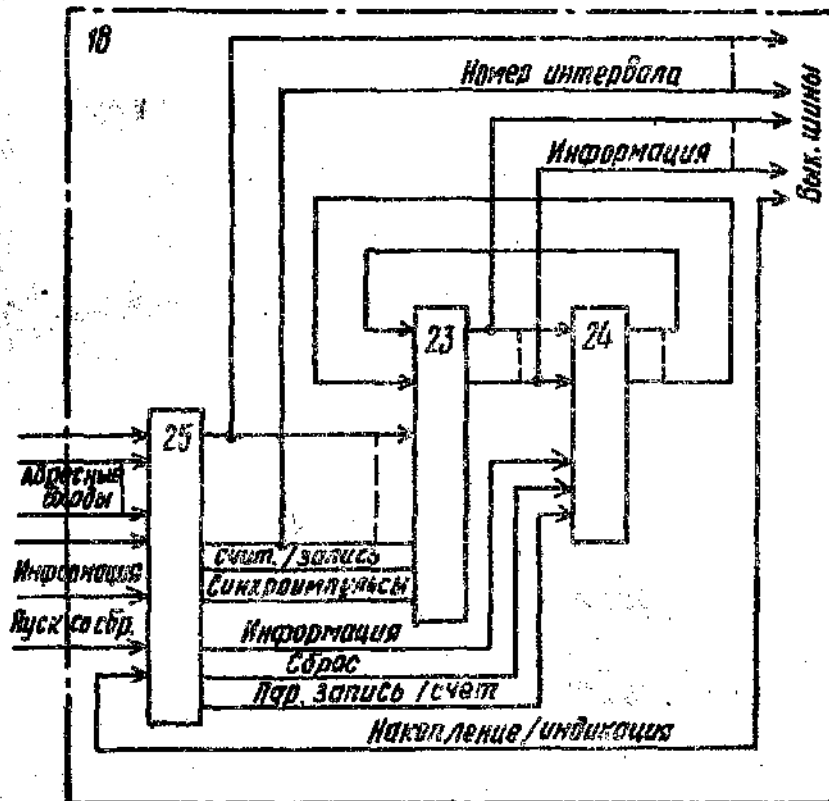 18
Номер интервала
Информация
Вых. шины
23
24
25
Адресные
входы
Счит./запись
Синхроимпульсы
Информация
Пуск со сбр.
Информация
Сброс
Пар. запись / счет
Накопление/индикация